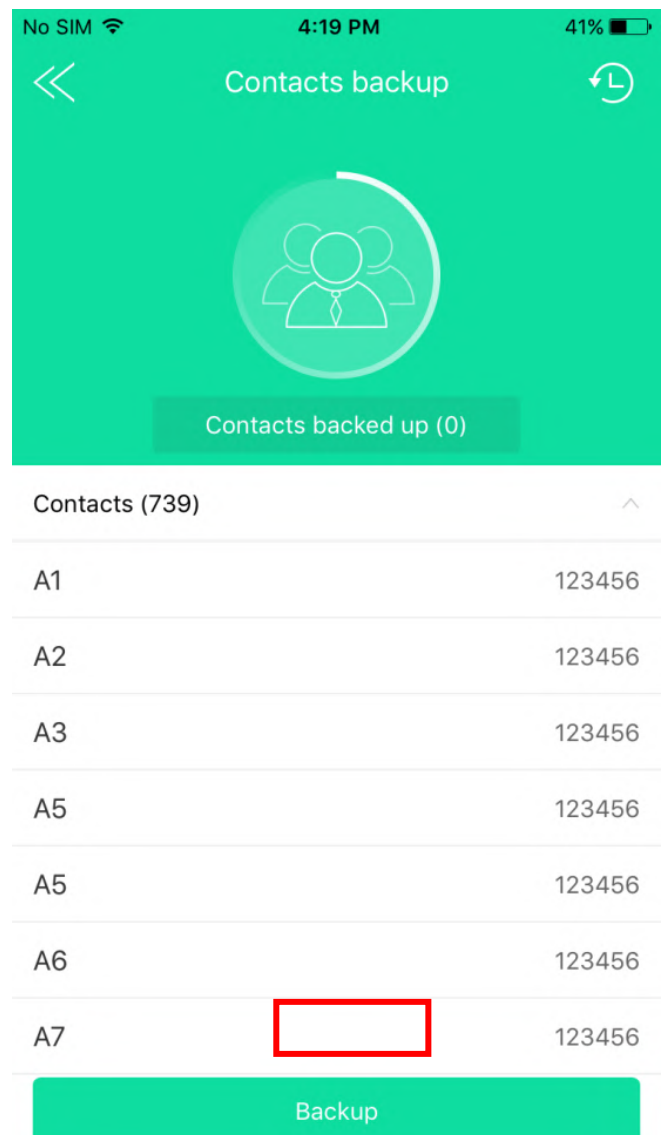 No SIM 4:19 PM 41%
Contacts backup
Contacts backed up (0)
Contacts (739)
A1 123456
A2 123456
A3 123456
A5 123456
A5 123456
A6 123456
A7 123456
Backup